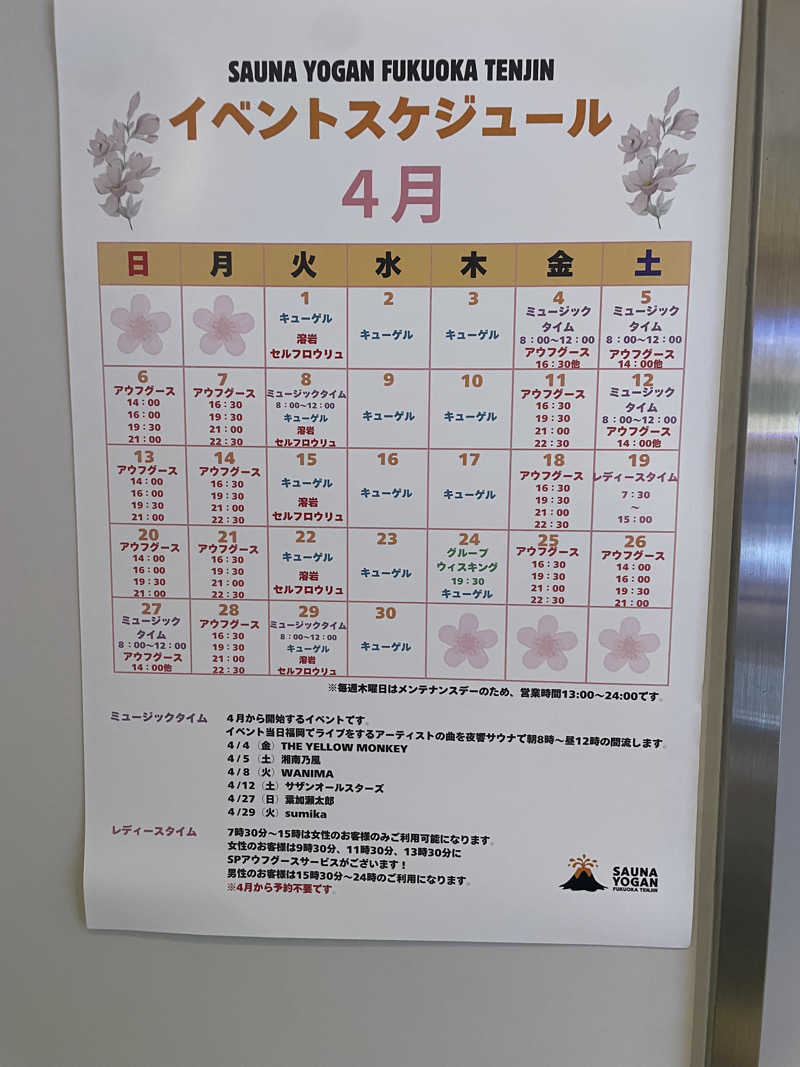 SAUNA YOGAN FUKUOKA TENJIN
イベントスケジュール
4月
日 月 火 水 木 金 土
1
キューゲル
溶岩
セルフロウリュ
2
キューゲル
3
キューゲル
4
ミュージック
タイム
8：00～12：00
アウフグース
16：30他
5
ミュージック
タイム
8：00～12：00
アウフグース
14：00他
6
アウフグース
14：00
16：00
19：30
21：00
7
アウフグース
16：30
19：30
21：00
22：30
8
ミュージックタイム
8：00～12：00
キューゲル
溶岩
セルフロウリュ
9
キューゲル
10
キューゲル
11
アウフグース
16：30
19：30
21：00
22：30
12
ミュージック
タイム
8：00～12：00
アウフグース
14：00他
13
アウフグース
14：00
16：00
19：30
21：00
14
アウフグース
16：30
19：30
21：00
22：30
15
キューゲル
溶岩
セルフロウリュ
16
キューゲル
17
キューゲル
18
アウフグース
16：30
19：30
21：00
22：30
19
レディースタイム
7：30
～
15：00
20
アウフグース
14：00
16：00
19：30
21：00
21
アウフグース
16：30
19：30
21：00
22：30
22
キューゲル
溶岩
セルフロウリュ
23
キューゲル
24
グループ
ウィスキング
19：30
キューゲル
25
アウフグース
16：30
19：30
21：00
22：30
26
アウフグース
14：00
16：00
19：30
21：00
27
ミュージック
タイム
8：00～12：00
アウフグース
14：00他
28
アウフグース
16：30
19：30
21：00
22：30
29
ミュージックタイム
8：00～12：00
キューゲル
溶岩
セルフロウリュ
30
キューゲル
※毎週木曜日はメンテナンスデーのため、営業時間13:00～24:00です。
ミュージックタイム 4月から開始するイベントです。
イベント当日福岡でライブをするアーティストの曲を夜響サウナで朝8時～昼12時の間流します。
4/4（金）THE YELLOW MONKEY
4/5（土）湘南乃風
4/8（火）WANIMA
4/12（土）サザンオールスターズ
4/27（日）葉加瀬太郎
4/29（火）sumika
レディースタイム 7時30分～15時は女性のお客様のみご利用可能になります。
女性のお客様は9時30分、11時30分、13時30分に
SPアウフグースサービスがございます！
男性のお客様は15時30分～24時のご利用になります。
※4月から予約不要です。
SAUNA
YOGAN
FUKUOKA TENJIN